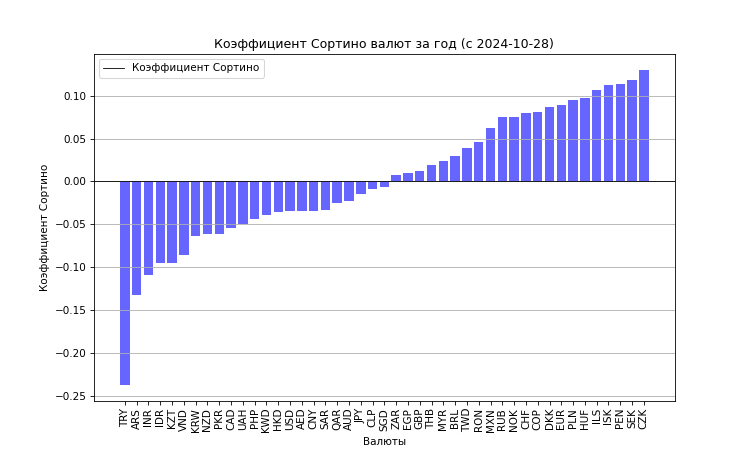 Коэффициент Сортино валют за год (с 2024-10-28)
Коэффициент Сортино
0.10
0.05
0.00
−0.05
−0.10
−0.15
−0.20
−0.25
Коэффициент Сортино
TRY
ARS
INR
IDR
KZT
VND
KRW
NZD
PKR
CAD
UAH
PHP
KWD
HKD
USD
AED
CNY
SAR
QAR
AUD
JPY
CLP
SGD
ZAR
EGP
GBP
THB
MYR
BRL
TWD
RON
MXN
RUB
NOK
CHF
COP
DKK
EUR
PLN
HUF
ILS
ISK
PEN
SEK
CZK
Валюты